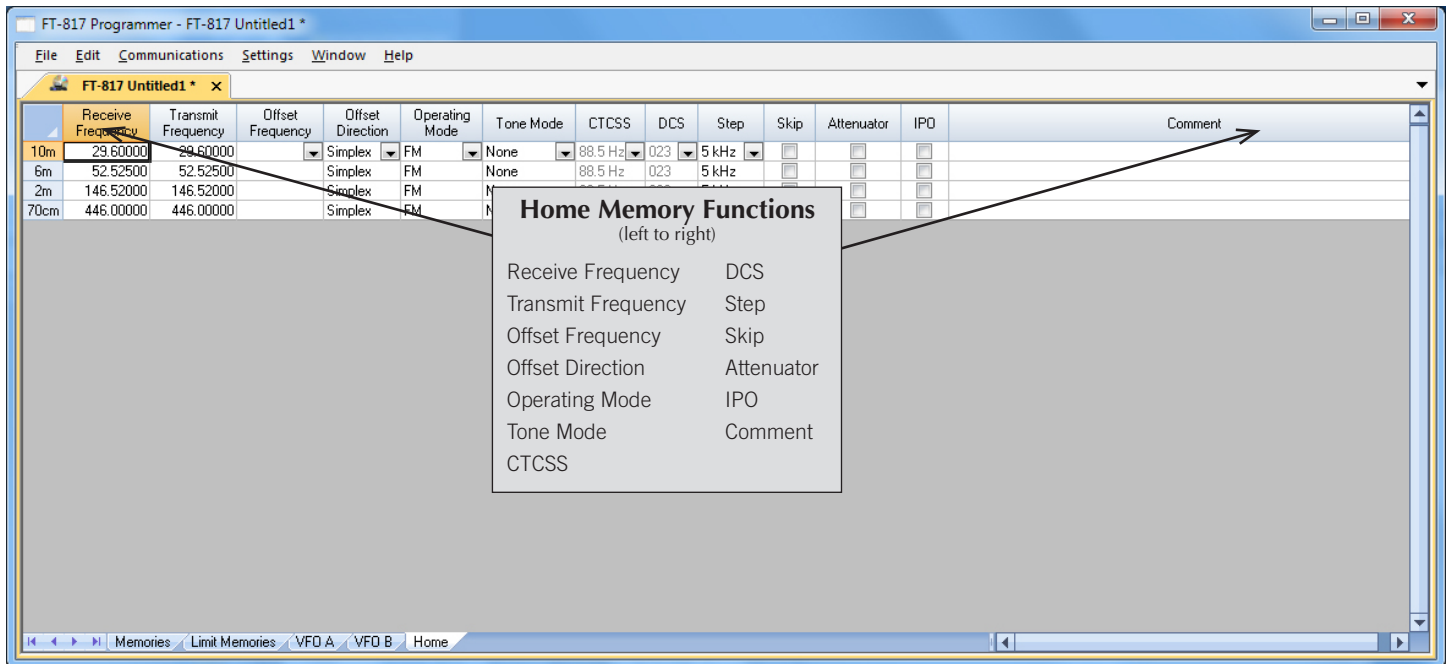 FT-817 Programmer - FT-817 Untitled1 *
File Edit Communications Settings Window Help
FT-817 Untitled1 * X
Receive Frequency Transmit Frequency Offset Frequency Offset Direction Operating Mode Tone Mode CTCSS DCS Step Skip Attenuator IPO Comment
10m 29.60000 29.60000 Simplex FM None 88.5 Hz 023 5 kHz
6m 52.52500 52.52500 Simplex FM None 88.5 Hz 023 5 kHz
2m 146.52000 146.52000 Simplex FM
70cm 446.00000 446.00000 Simplex FM
Home Memory Functions
(left to right)
Receive Frequency DCS
Transmit Frequency Step
Offset Frequency Skip
Offset Direction Attenuator
Operating Mode IPO
Tone Mode Comment
CTCSS
Memories Limit Memories VFO A VFO B Home